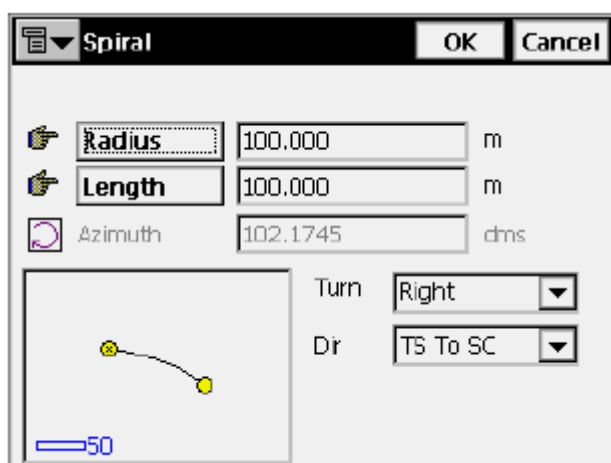 Spiral OK Cancel
Radius 100.000 m
Length 100.000 m
Azimuth 102.1745 dms
Turn Right
Dir TS To SC
50